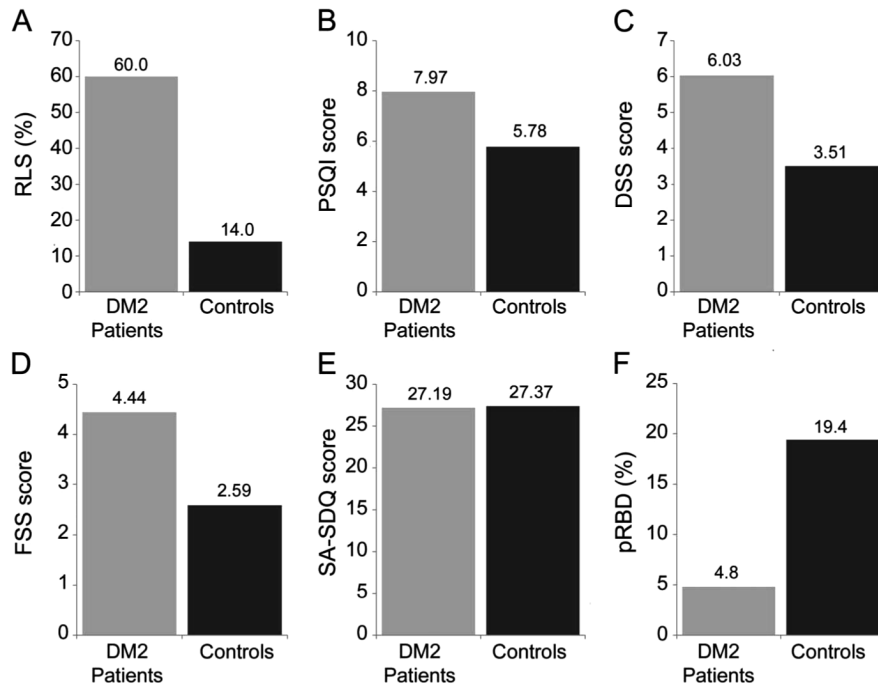 A
RLS (%)
70
60
50
40
30
20
10
0
60.0
14.0
DM2
Patients
Controls
B
PSQI score
10
8
6
4
2
0
7.97
5.78
DM2
Patients
Controls
C
DSS score
7
6
5
4
3
2
1
0
6.03
3.51
DM2
Patients
Controls
D
FSS score
5
4
3
2
1
0
4.44
2.59
DM2
Patients
Controls
E
SA-SDQ score
30
25
20
15
10
5
0
27.19
27.37
DM2
Patients
Controls
F
pRBD (%)
25
20
15
10
5
0
4.8
19.4
DM2
Patients
Controls